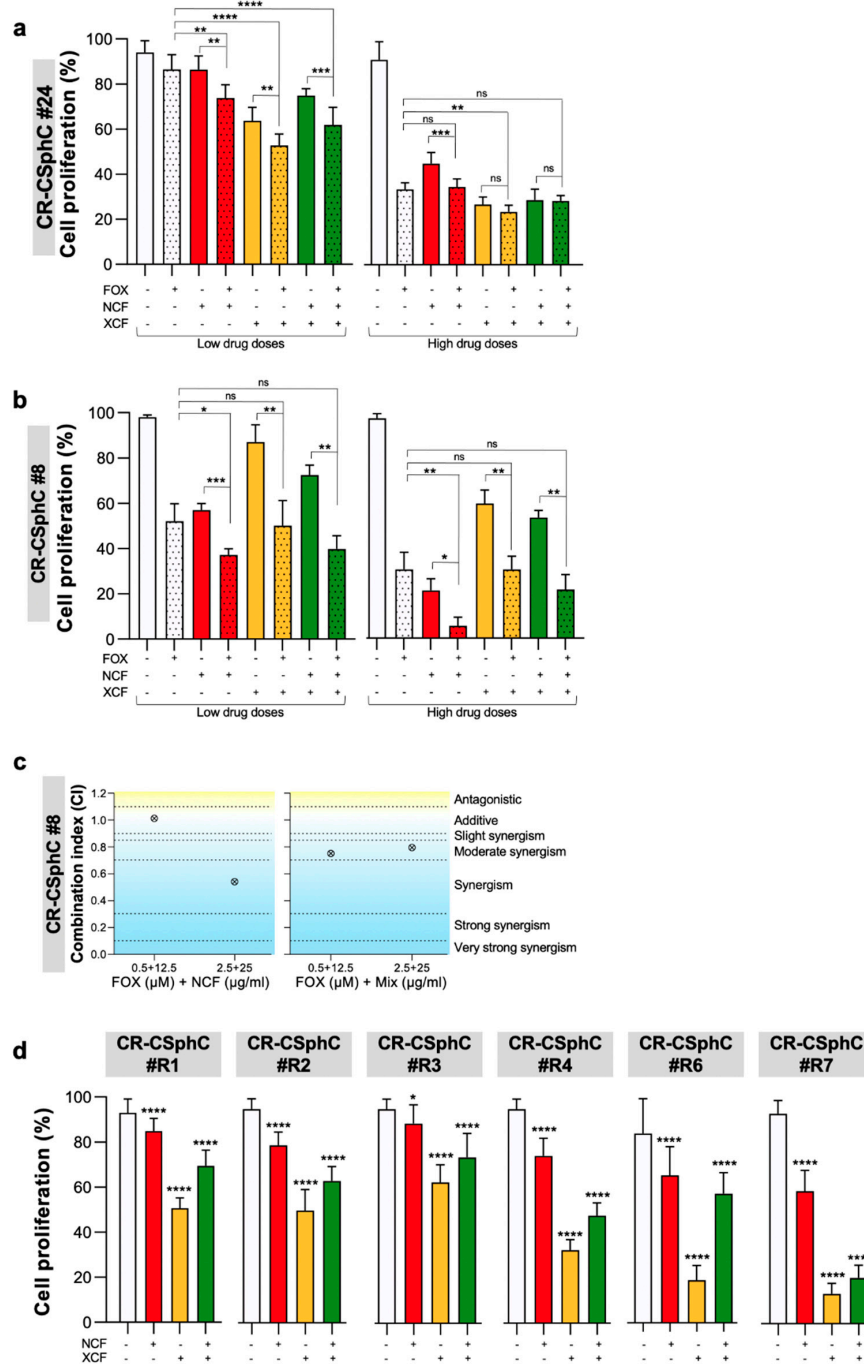 a
CR-CSphC #24
Cell proliferation (%)
100
80
60
40
20
0
****
****
**
**
**
***
ns
**
ns
***
ns
ns
FOX - + - + - + - + - + - + - + - +
NCF - - + + - - + + - - + + - - + +
XCF - - - - + + + + - - - - + + + +
Low drug doses High drug doses
b
CR-CSphC #8
Cell proliferation (%)
100
80
60
40
20
0
ns
ns
*
***
**
**
ns
ns
**
*
**
**
FOX - + - + - + - + - + - + - + - +
NCF - - + + - - + + - - + + - - + +
XCF - - - - + + + + - - - - + + + +
Low drug doses High drug doses
c
CR-CSphC #8
Combination index (CI)
1.2
1.0
0.8
0.6
0.4
0.2
0.0
Antagonistic
Additive
Slight synergism
Moderate synergism
Synergism
Strong synergism
Very strong synergism
0.5+12.5 2.5+25 0.5+12.5 2.5+25
FOX (μM) + NCF (μg/ml) FOX (μM) + Mix (μg/ml)
d
CR-CSphC #R1
CR-CSphC #R2
CR-CSphC #R3
CR-CSphC #R4
CR-CSphC #R6
CR-CSphC #R7
Cell proliferation (%)
100
80
60
40
20
0
**** **** ****
**** **** ****
* **** ****
**** **** ****
**** **** ****
**** **** ***
NCF - + - + - + - + - + - + - + - + - + - + - + - +
XCF - - + + - - + + - - + + - - + + - - + + - - + +